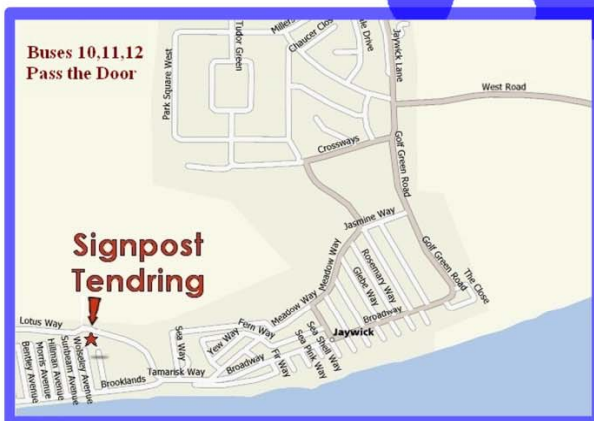 Buses 10,11,12
Pass the Door
Tudor Green
Chaucer Clos
Jaywick Lane
Park Square West
West Road
Crossways
Golf Green Road
Jasmine Way
Signpost
Tendring
Meadow Way
Rosemary Way
Glebe Way
Golf Green Road
The Close
Meadow Way
Broadway
Lotus Way
Sea Way
Fern Way
Yew Way
Jaywick
Sea Shell Way
Sea Pink Way
Fir Way
Broadway
Tamarisk Way
Brooklands
Wolseley Avenue
Sunbeam Avenue
Hillman Avenue
Morris Avenue
Bentley Avenue